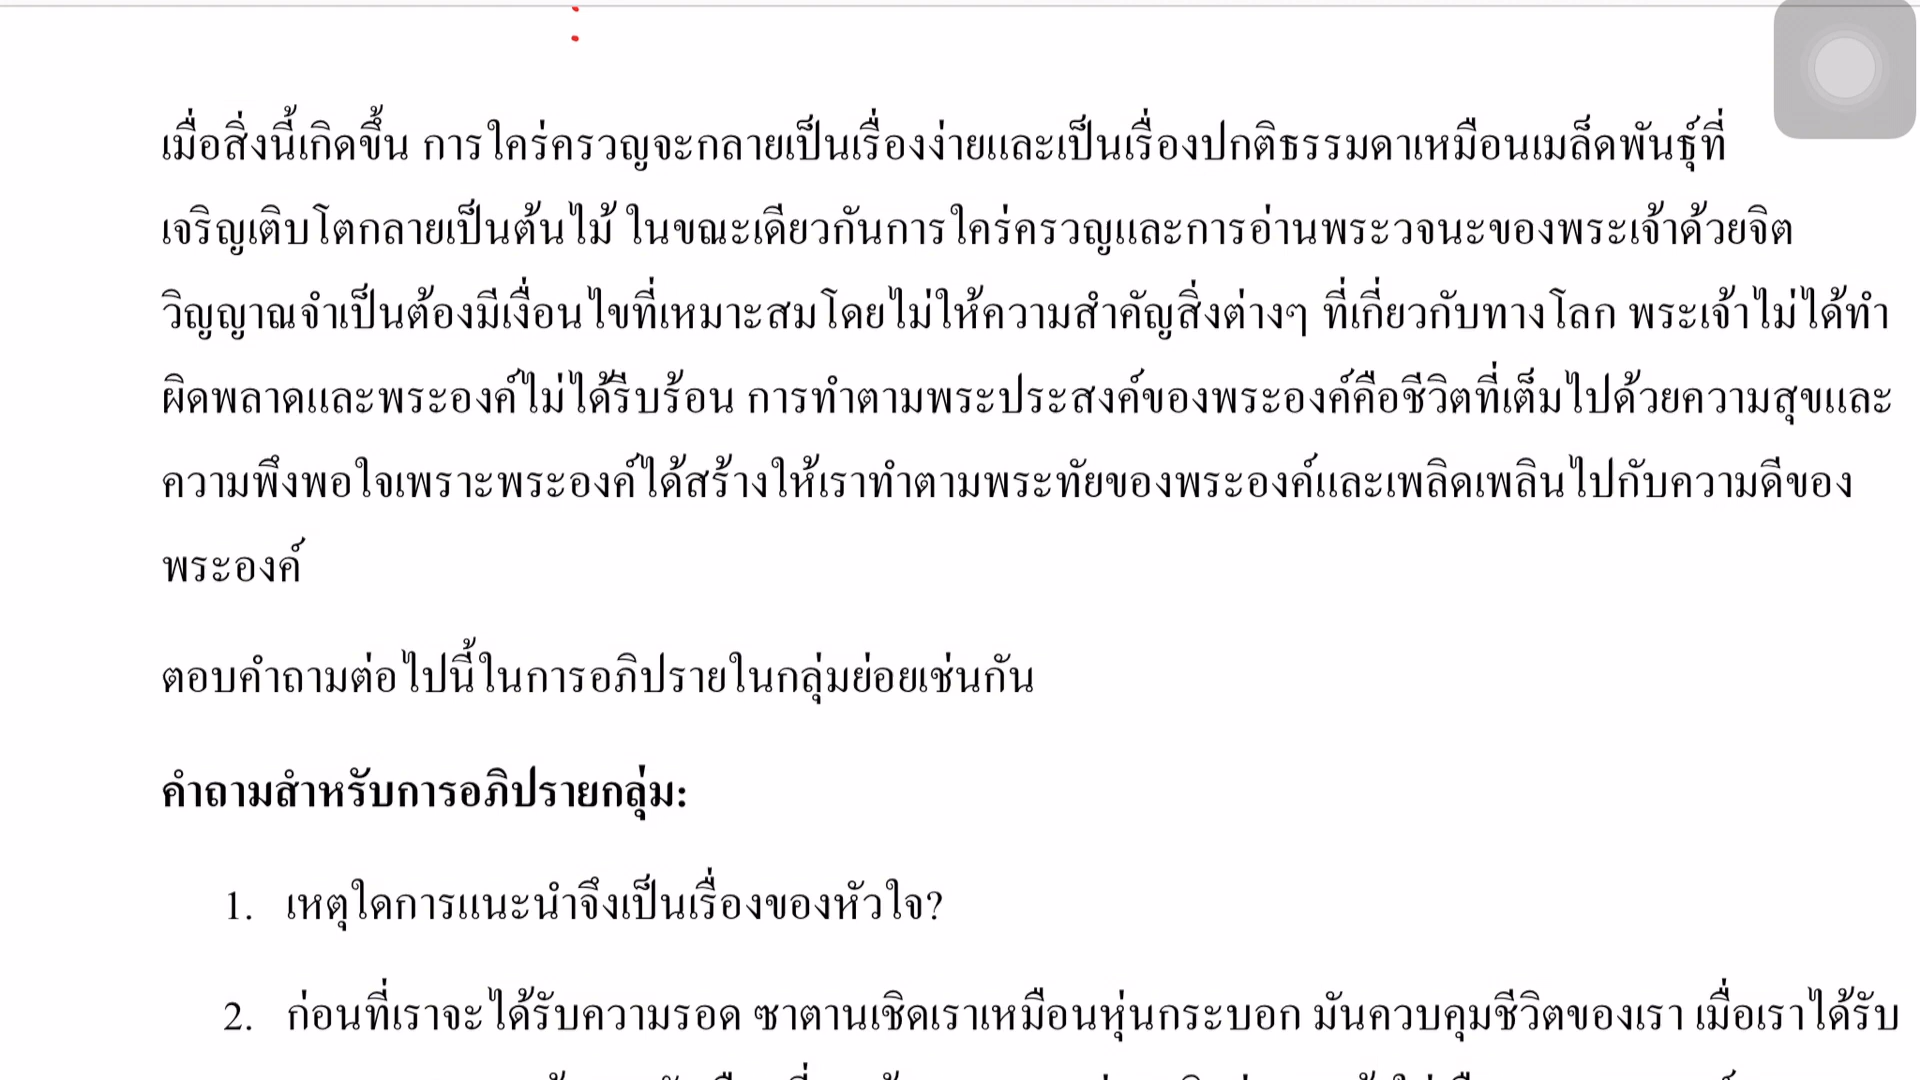 เมื่อสิ่งนี้เกิดขึ้น การใคร่ครวญจะกลายเป็นเรื่องง่ายและเป็นเรื่องปกติธรรมดาเหมือนเมล็ดพันธุ์ที่
เจริญเติบโตกลายเป็นต้นไม้ ในขณะเดียวกันการใคร่ครวญและการอ่านพระวจนะของพระเจ้าด้วยจิต
วิญญาณจำเป็นต้องมีเงื่อนไขที่เหมาะสมโดยไม่ให้ความสำคัญสิ่งต่างๆ ที่เกี่ยวกับทางโลก พระเจ้าไม่ได้ทำ
ผิดพลาดและพระองค์ไม่ได้รีบร้อน การทำตามพระประสงค์ของพระองค์คือชีวิตที่เต็มไปด้วยความสุขและ
ความพึงพอใจเพราะพระองค์ได้สร้างให้เราทำตามพระทัยของพระองค์และเพลิดเพลินไปกับความดีของ
พระองค์
ตอบคำถามต่อไปนี้ในการอภิปรายในกลุ่มย่อยเช่นกัน
คำถามสำหรับการอภิปรายกลุ่ม:
1. เหตุใดการแนะนำจึงเป็นเรื่องของหัวใจ?
2. ก่อนที่เราจะได้รับความรอด ซาตานเชิดเราเหมือนหุ่นกระบอก มันควบคุมชีวิตของเรา เมื่อเราได้รับ